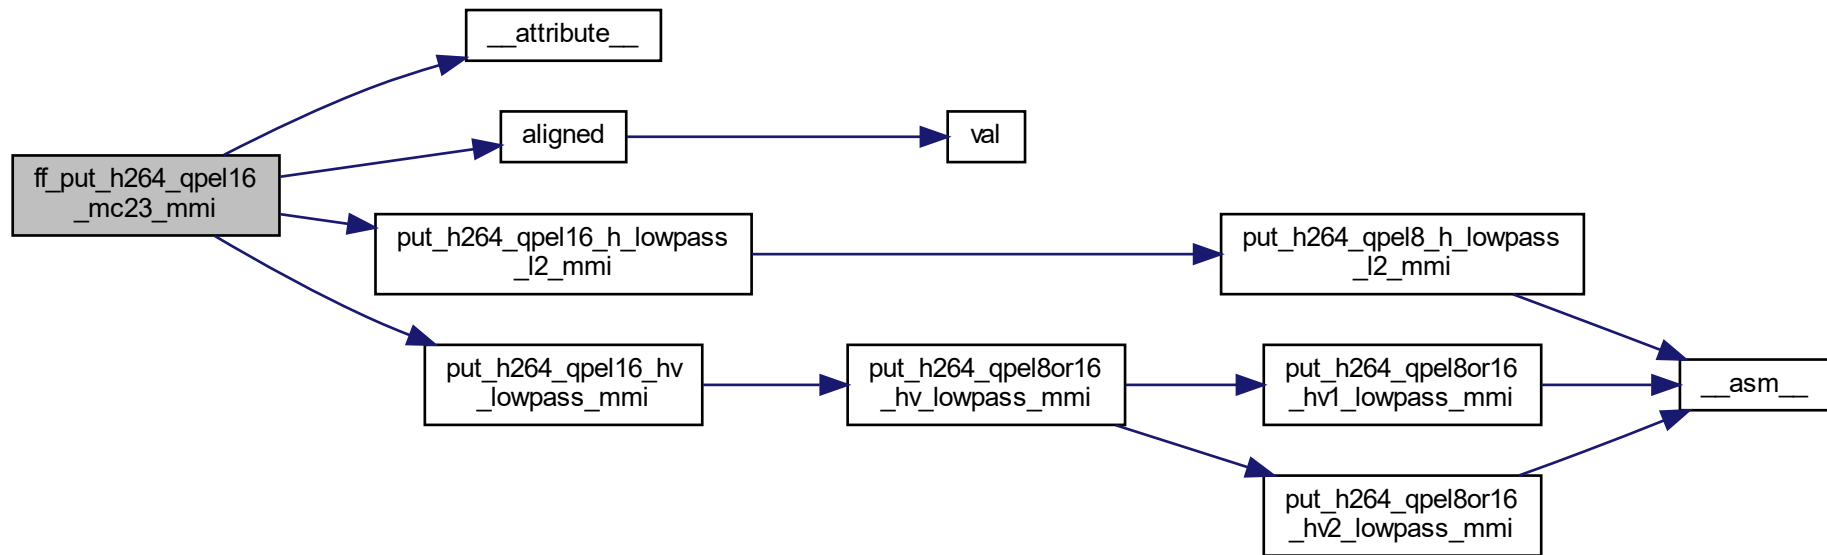 __attribute__
aligned
val
ff_put_h264_qpel16
_mc23_mmi
put_h264_qpel16_h_lowpass
_l2_mmi
put_h264_qpel8_h_lowpass
_l2_mmi
put_h264_qpel16_hv
_lowpass_mmi
put_h264_qpel8or16
_hv_lowpass_mmi
put_h264_qpel8or16
_hv1_lowpass_mmi
__asm__
put_h264_qpel8or16
_hv2_lowpass_mmi